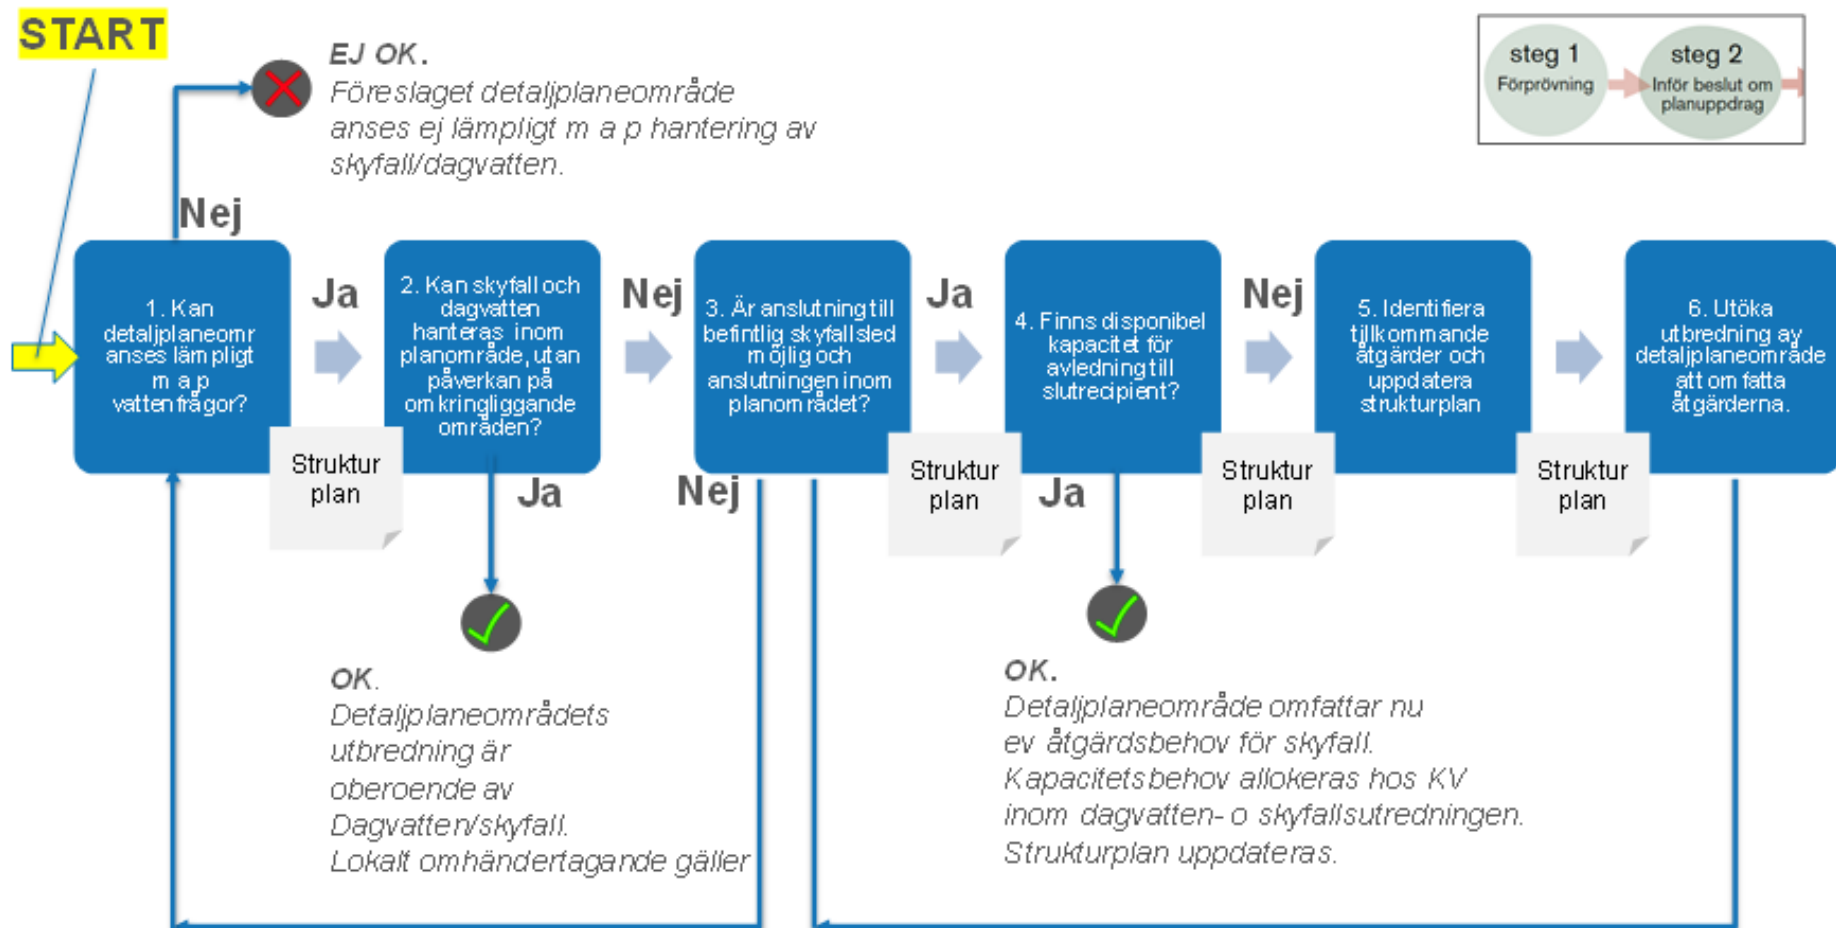 START
EJ OK.
Föreslaget detaljplaneområde
anses ej lämpligt m a p hantering av
skyfall/dagvatten.
steg 1
Förprövning
steg 2
Inför beslut om
planuppdrag
Nej
1. Kan
detaljplaneomr
anses lämpligt
m a p
vattenfrågor?
Ja
Struktur
plan
2. Kan skyfall och
dagvatten
hanteras inom
planområde, utan
påverkan på
omkringliggande
områden?
Nej
Ja
3. Är anslutning till
befintlig skyfallsled
möjlig och
anslutningen inom
planområdet?
Ja
Nej
Struktur
plan
4. Finns disponibel
kapacitet för
avledning till
slutrecipient?
Nej
Ja
Struktur
plan
5. Identifiera
tillkommande
åtgärder och
uppdatera
strukturplan
Struktur
plan
6. Utöka
utbredning av
detaljplaneområde
att omfatta
åtgärderna.
OK.
Detaljplaneområdets
utbredning är
oberoende av
Dagvatten/skyfall.
Lokalt omhändertagande gäller
OK.
Detaljplaneområde omfattar nu
ev åtgärdsbehov för skyfall.
Kapacitetsbehov allokeras hos KV
inom dagvatten- o skyfallsutredningen.
Strukturplan uppdateras.